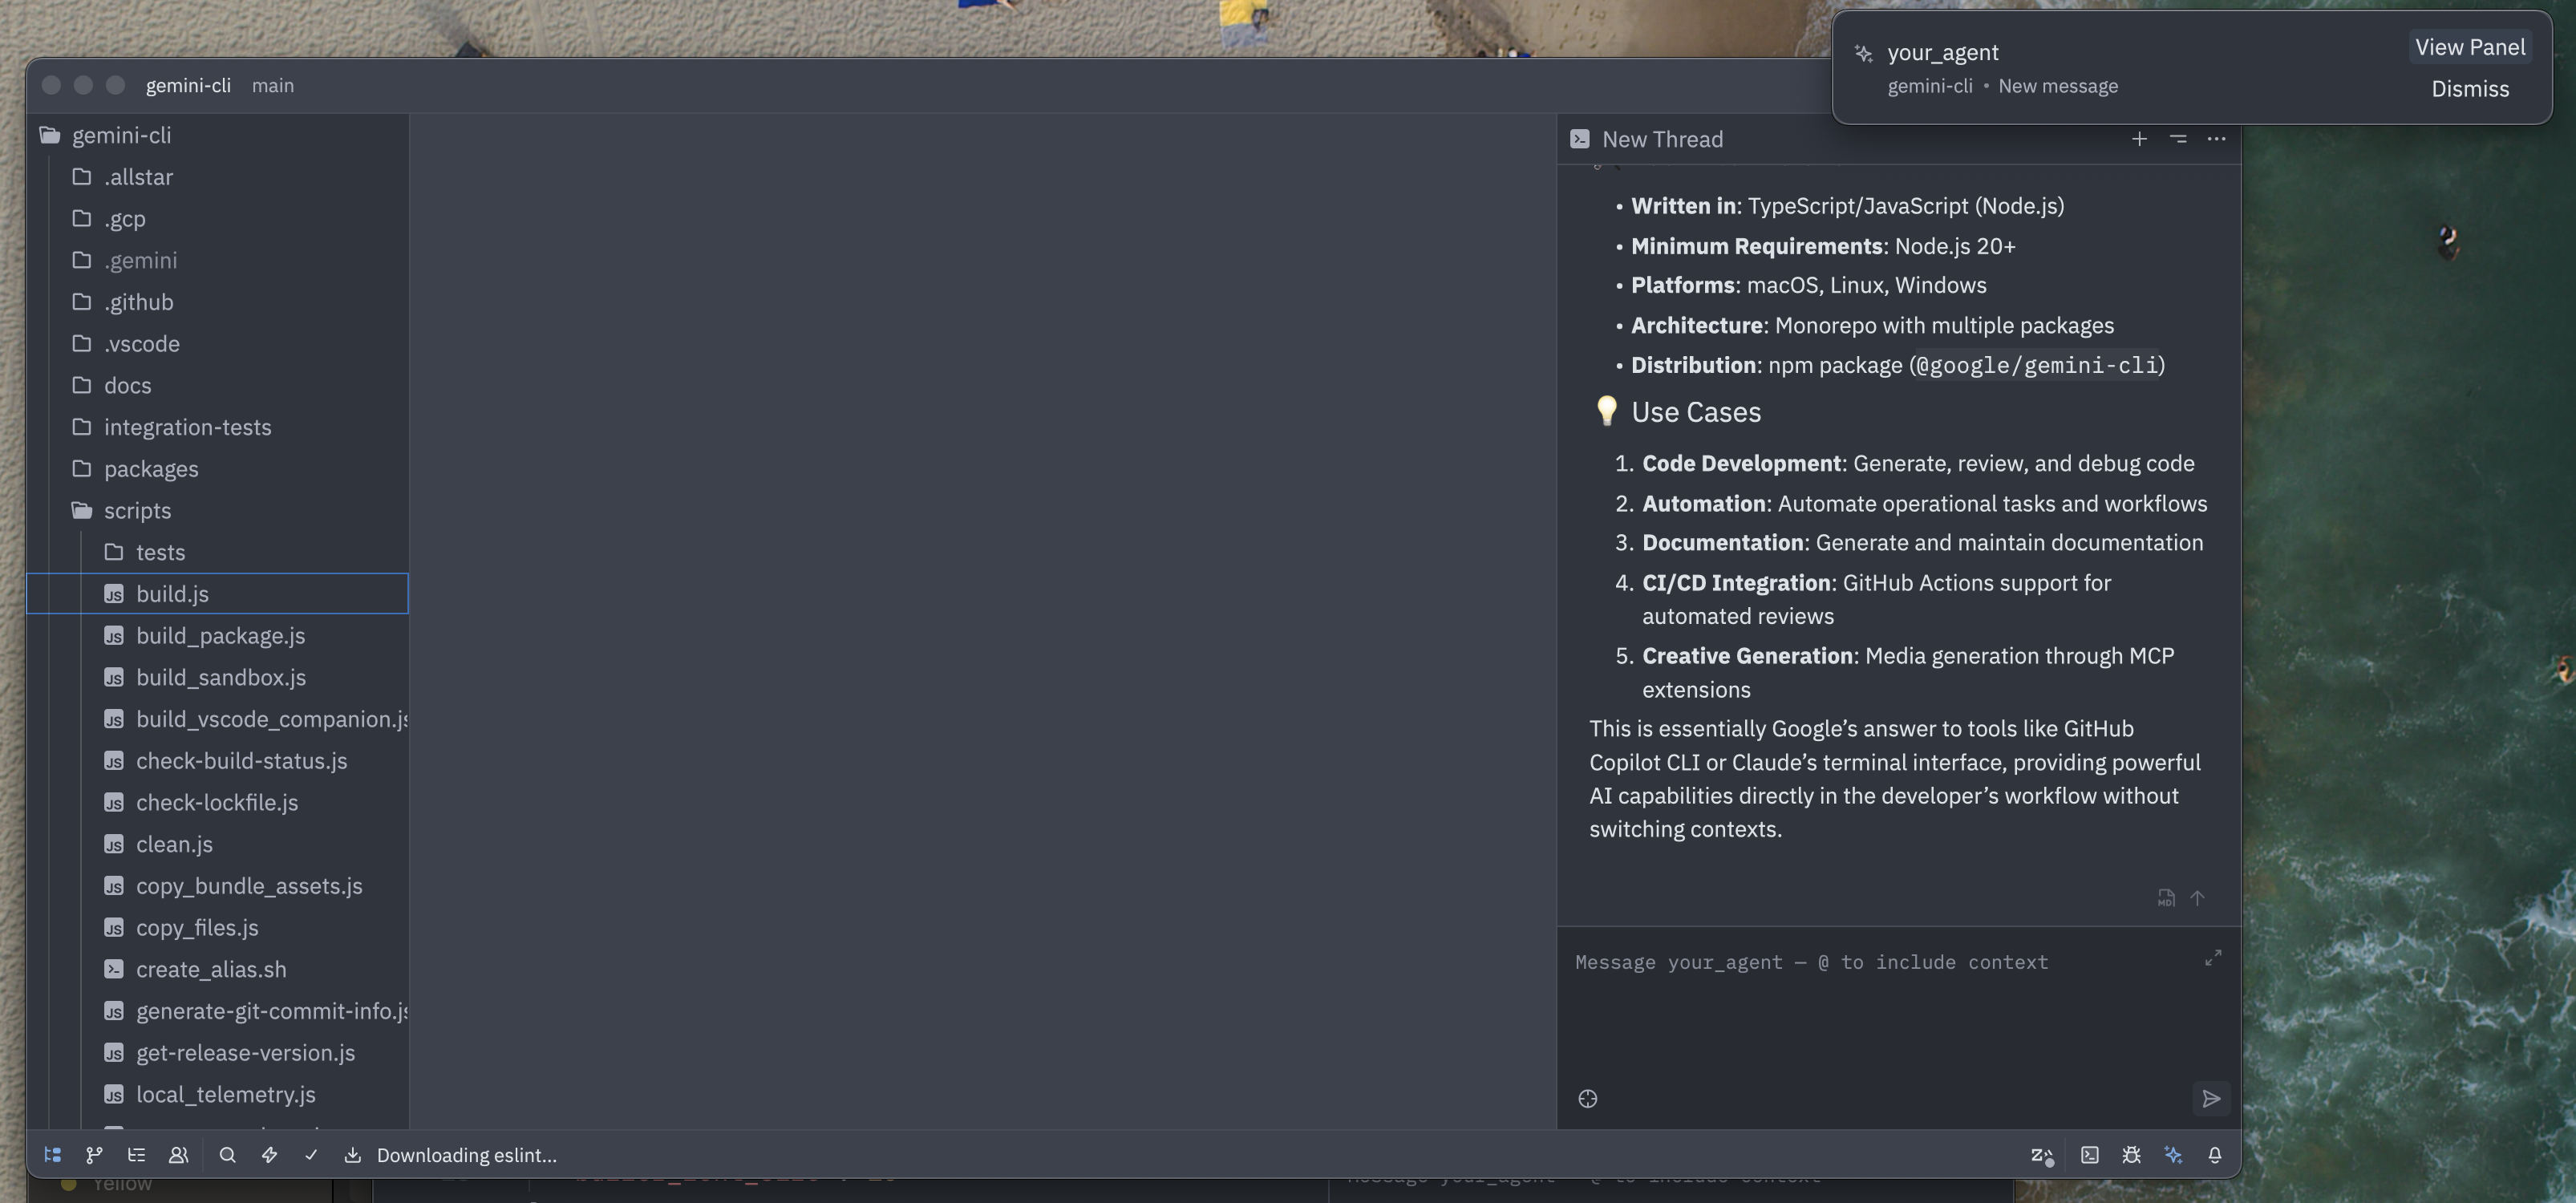 your_agent
View Panel
gemini-cli • New message
Dismiss
gemini-cli main
gemini-cli
.allstar
.gcp
.gemini
.github
.vscode
docs
integration-tests
packages
scripts
tests
build.js
build_package.js
build_sandbox.js
build_vscode_companion.js
check-build-status.js
check-lockfile.js
clean.js
copy_bundle_assets.js
copy_files.js
create_alias.sh
generate-git-commit-info.js
get-release-version.js
local_telemetry.js
New Thread
• Written in: TypeScript/JavaScript (Node.js)
• Minimum Requirements: Node.js 20+
• Platforms: macOS, Linux, Windows
• Architecture: Monorepo with multiple packages
• Distribution: npm package (@google/gemini-cli)
💡 Use Cases
1. Code Development: Generate, review, and debug code
2. Automation: Automate operational tasks and workflows
3. Documentation: Generate and maintain documentation
4. CI/CD Integration: GitHub Actions support for
automated reviews
5. Creative Generation: Media generation through MCP
extensions
This is essentially Google’s answer to tools like GitHub
Copilot CLI or Claude’s terminal interface, providing powerful
AI capabilities directly in the developer’s workflow without
switching contexts.
MD
Message your_agent — @ to include context
Downloading eslint...
Yellow
Message your_agent — @ to include context